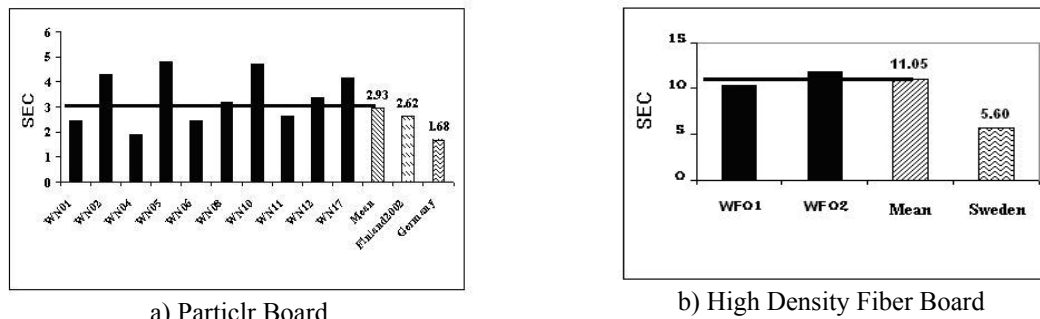 6
5
4
3
2
1
0
SEC
2.93
2.62
1.68
WN01
WN02
WN04
WN05
WN06
WN08
WN10
WN11
WN12
WN17
Mean
Finland2002
Germany
a) Particlr Board
15
10
5
0
SEC
11.05
5.60
WFO1
WFO2
Mean
Sweden
b) High Density Fiber Board